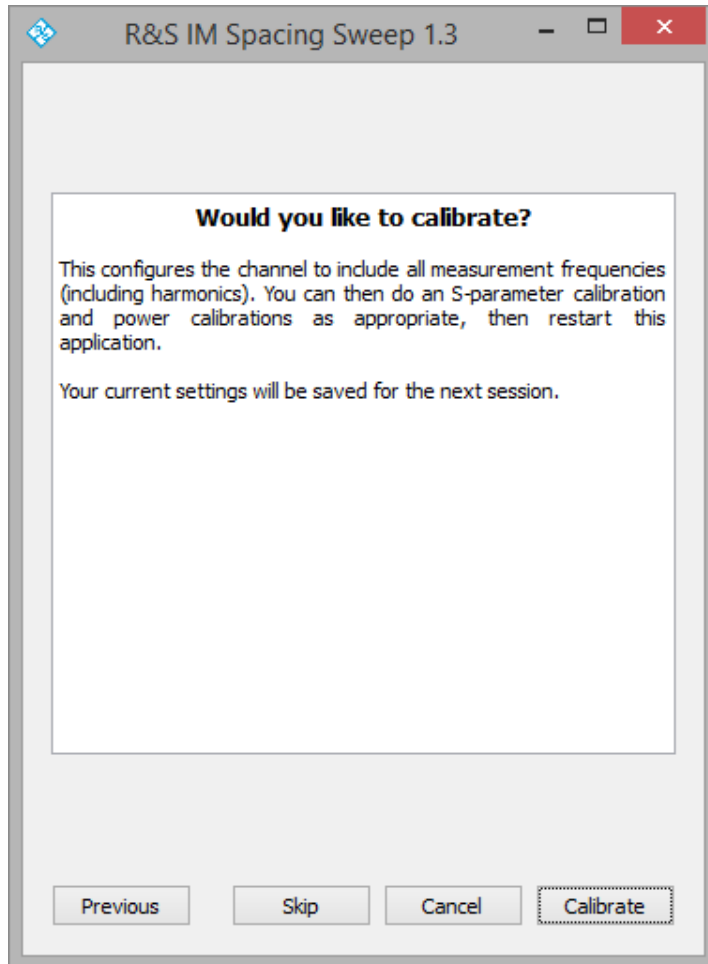 R&S IM Spacing Sweep 1.3
Would you like to calibrate?
This configures the channel to include all measurement frequencies
(including harmonics). You can then do an S-parameter calibration
and power calibrations as appropriate, then restart this
application.
Your current settings will be saved for the next session.
Previous Skip Cancel Calibrate